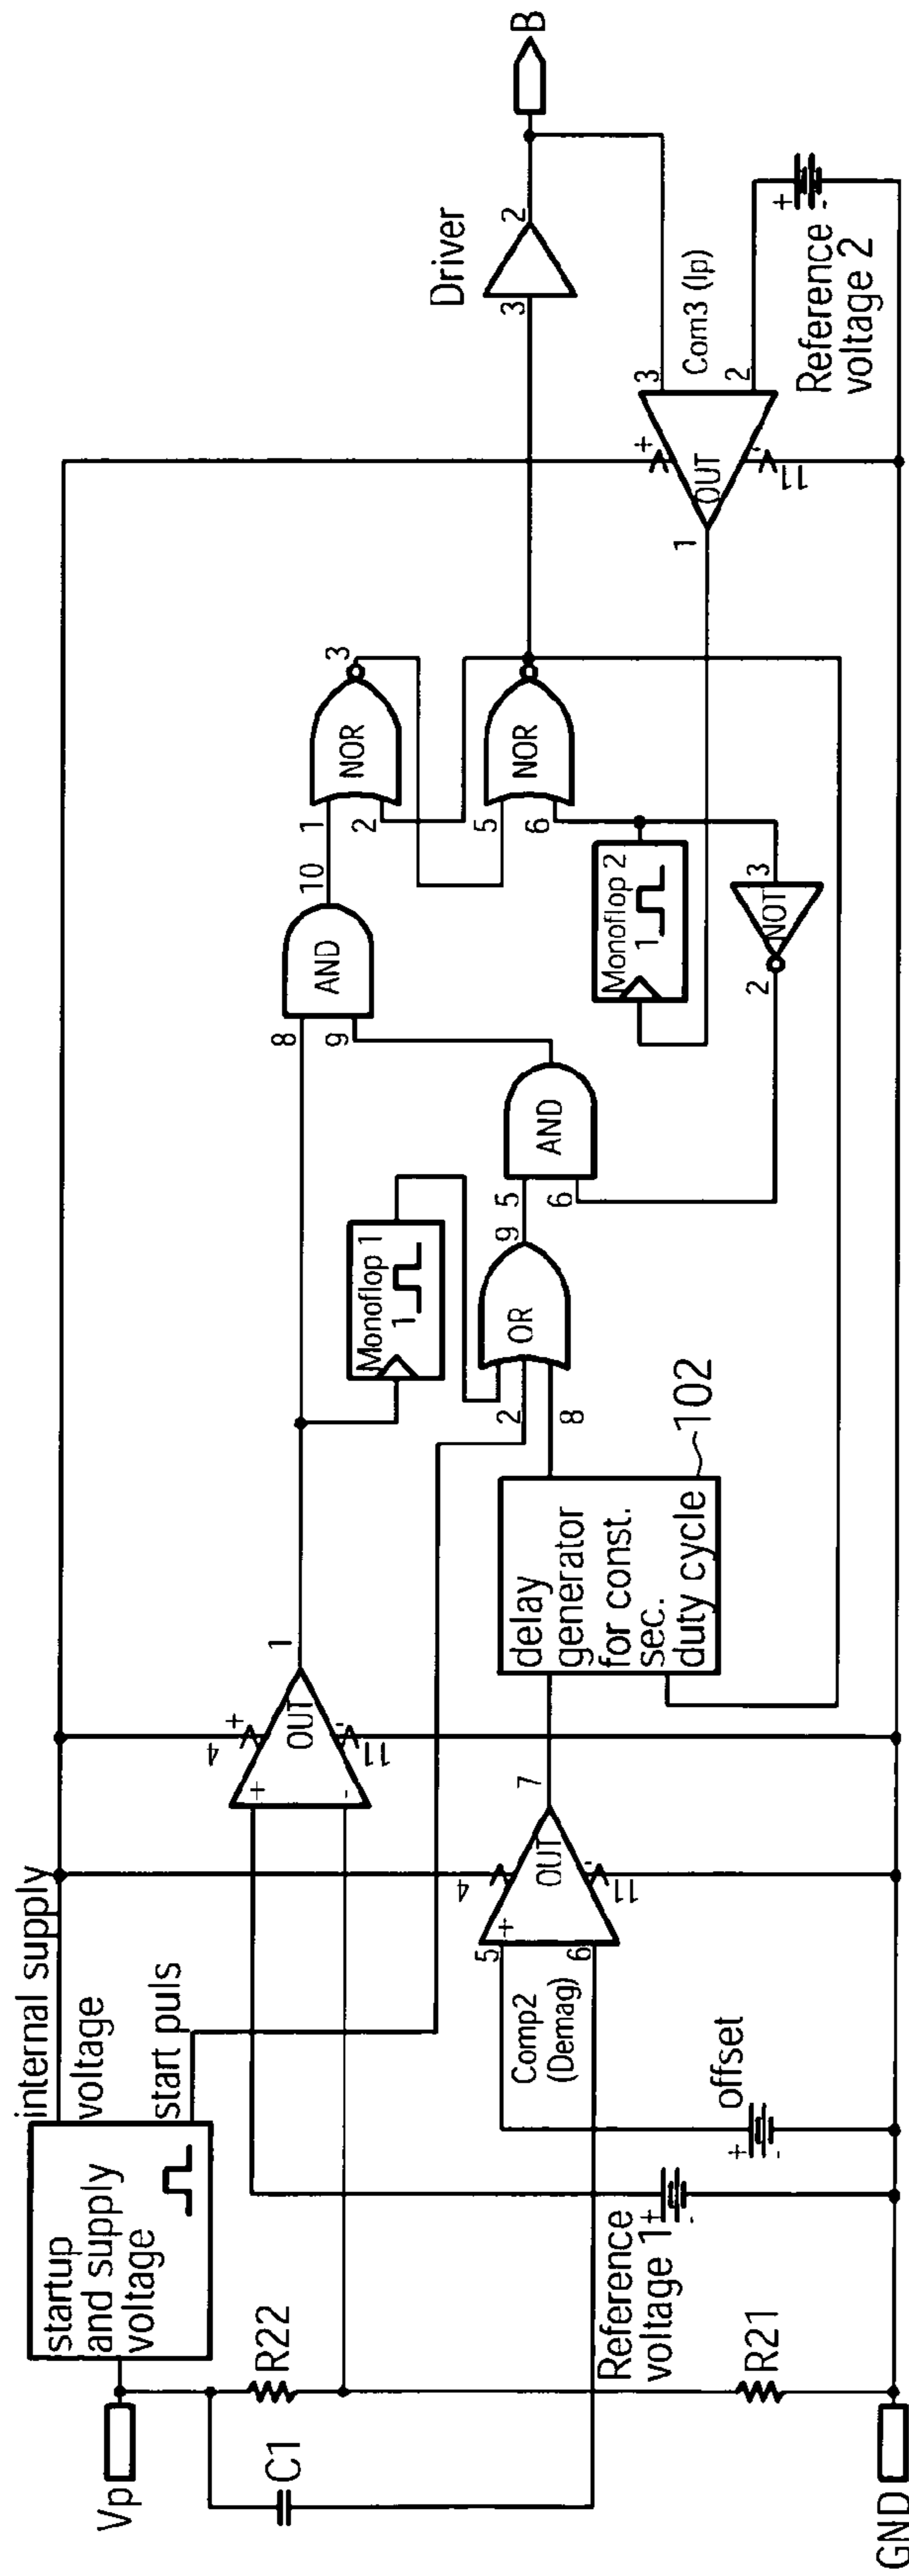 Vp
C1
R22
R21
GND
startup
and supply
voltage
internal supply
voltage
start puls
Reference
voltage 1
+
-
offset
+
-
Comp2
(Demag)
5
6
+
OUT
4
11
-
7
+
-
OUT
4
+
11
-
1
delay
generator
for const.
sec.
duty cycle
102
Monoflop 1
1
2
8
OR
9
5
6
AND
8
9
AND
10
1
2
NOR
3
5
6
NOR
Monoflop 2
1
3
NOT
2
1
OUT
+
-
11
3
2
Com3 (Ip)
Driver
3
2
B
+
-
Reference
voltage 2